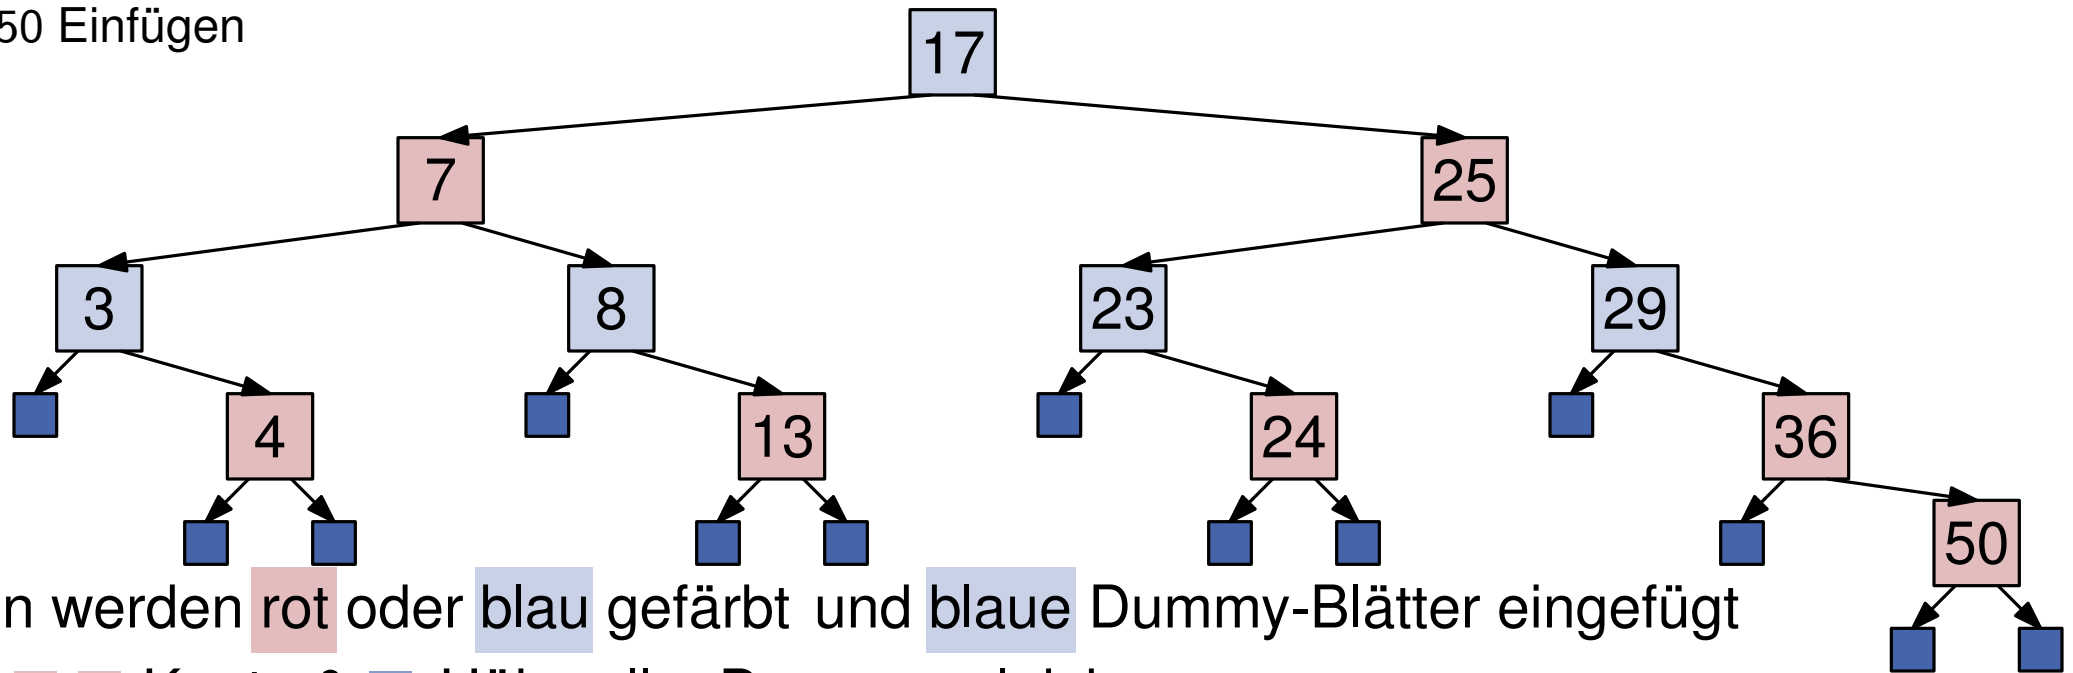 50 Einfügen
17
7 25
3 8 23 29
4 13 24 36
50
n werden rot oder blau gefärbt und blaue Dummy-Blätter eingefügt